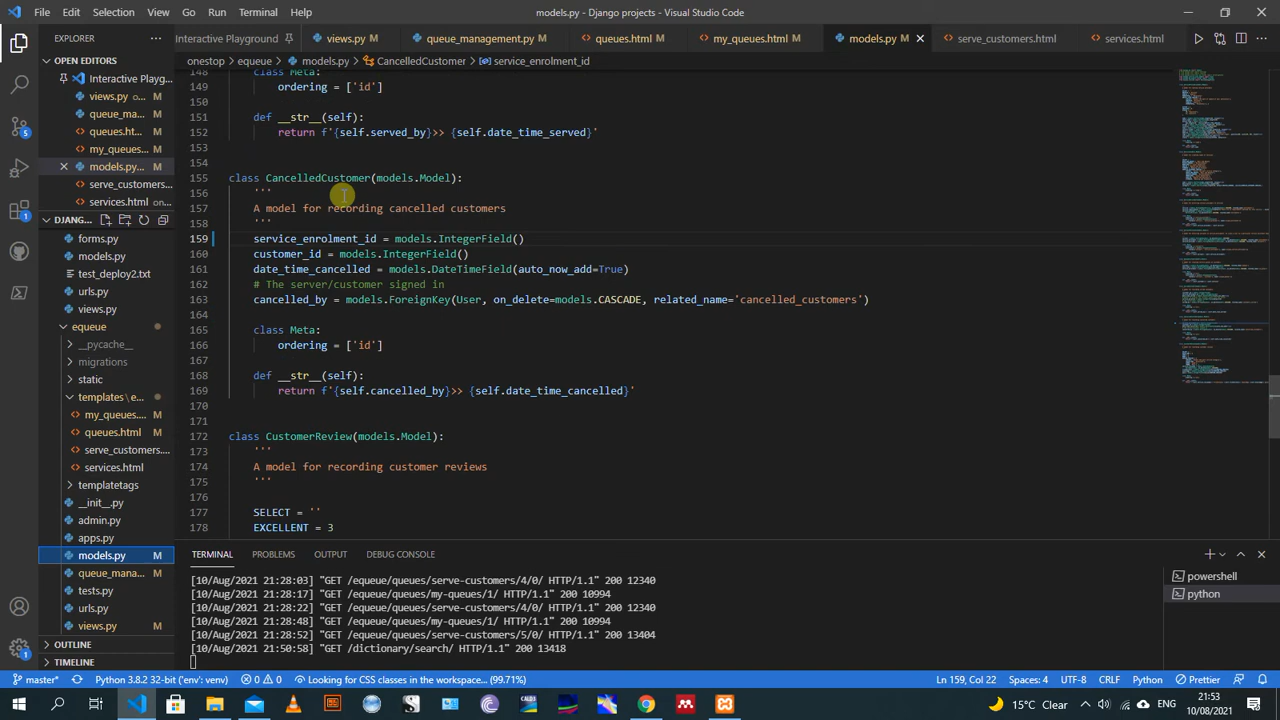 File Edit Selection View Go Run Terminal Help
models.py - Django projects - Visual Studio Code
EXPLORER
Interactive Playground
views.py M
queue_management.py M
queues.html M
my_queues.html M
models.py M
serve_customers.html
services.html
OPEN EDITORS
Interactive Playg...
views.py ... M
queue_ma... M
queues.ht... M
my_queues... M
models.py... M
serve_customers...
services.html ...
DJANG...
forms.py
models.py
test_deploy2.txt
urls.py
views.py
equeue
__pycache__
migrations
static
templates\e...
my_queues.... M
queues.html M
serve_customers....
services.html
templatetags
__init__.py
admin.py
apps.py
models.py M
queue_mana... M
tests.py
urls.py
views.py M
OUTLINE
TIMELINE
onestop > equeue > models.py > CancelledCustomer > service_enrolment_id
148 class Meta:
149 ordering = ['id']
150
151 def __str__(self):
152 return f'{self.served_by}>> {self.date_time_served}'
153
154
155 class CancelledCustomer(models.Model):
156 '''
157 A model for recording cancelled customers
158 '''
159 service_enrolment_id = models.IntegerField()
160 customer_id = models.IntegerField()
161 date_time_cancelled = models.DateTimeField(auto_now_add=True)
162 # The server/customer signed in
163 cancelled_by = models.ForeignKey(User, on_delete=models.CASCADE, related_name='cancelled_customers')
164
165 class Meta:
166 ordering = ['id']
167
168 def __str__(self):
169 return f'{self.cancelled_by}>> {self.date_time_cancelled}'
170
171
172 class CustomerReview(models.Model):
173 '''
174 A model for recording customer reviews
175 '''
176
177 SELECT = ''
178 EXCELLENT = 3
TERMINAL PROBLEMS OUTPUT DEBUG CONSOLE
[10/Aug/2021 21:28:03] "GET /equeue/queues/serve-customers/4/0/ HTTP/1.1" 200 12340
[10/Aug/2021 21:28:17] "GET /equeue/queues/my-queues/1/ HTTP/1.1" 200 10994
[10/Aug/2021 21:28:22] "GET /equeue/queues/serve-customers/4/0/ HTTP/1.1" 200 12340
[10/Aug/2021 21:28:48] "GET /equeue/queues/my-queues/1/ HTTP/1.1" 200 10994
[10/Aug/2021 21:28:52] "GET /equeue/queues/serve-customers/5/0/ HTTP/1.1" 200 13404
[10/Aug/2021 21:50:58] "GET /dictionary/search/ HTTP/1.1" 200 13418
powershell
python
master* Python 3.8.2 64-bit ('env': venv) 0 0 Looking for CSS classes in the workspace... (99.71%)
Ln 159, Col 22 Spaces: 4 UTF-8 CRLF Python Prettier
15°C Clear ENG 21:53
10/08/2021